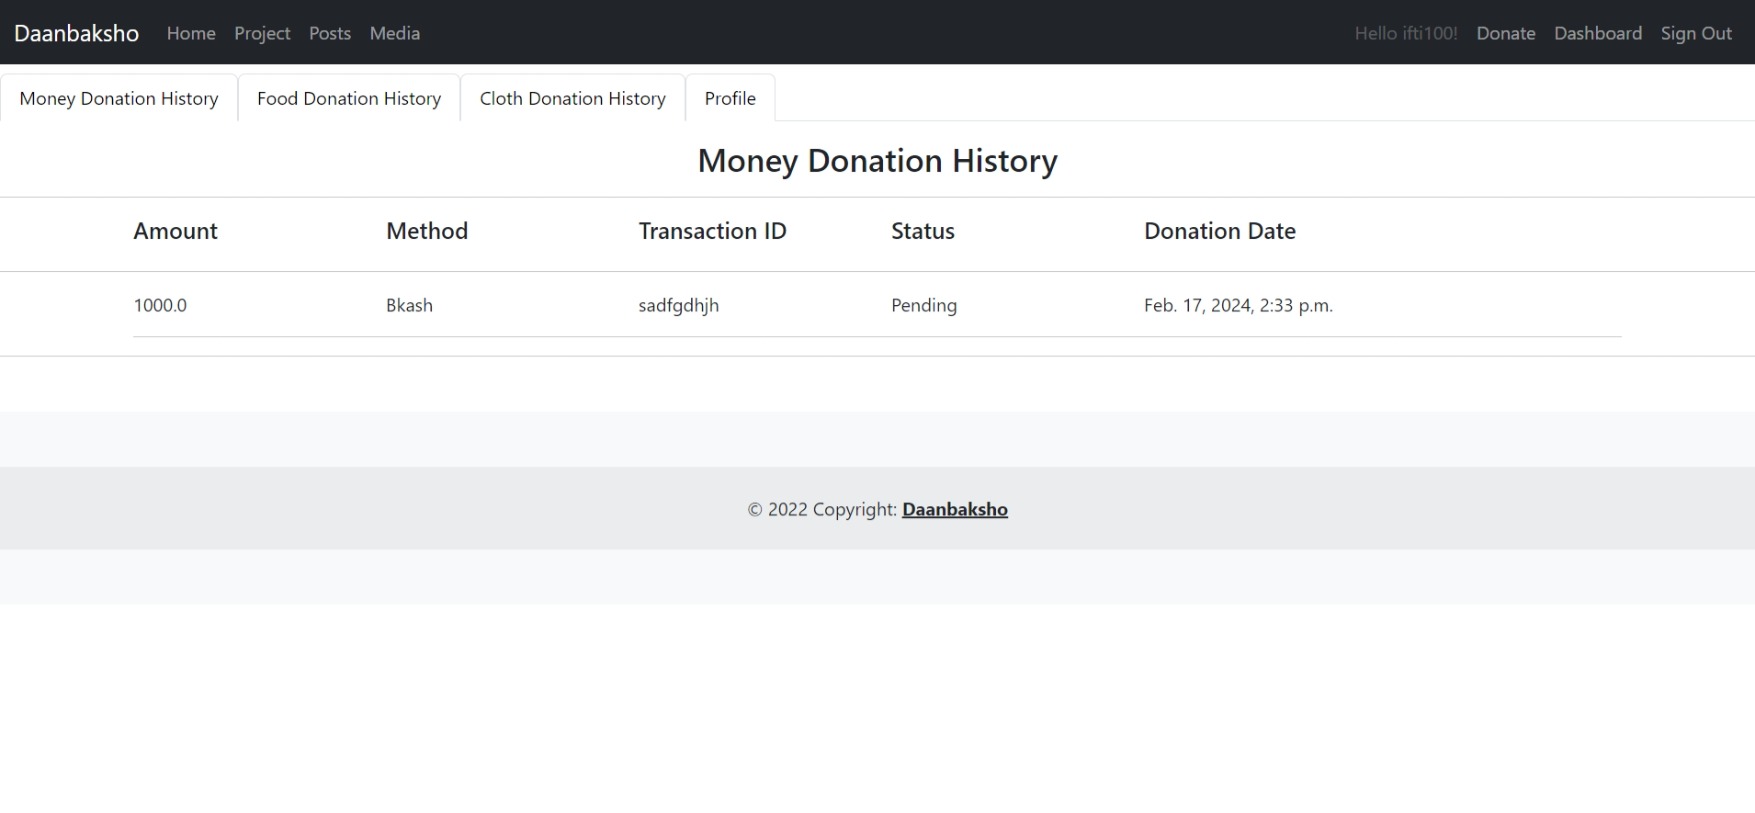 Daanbaksho Home Project Posts Media Hello ifti100! Donate Dashboard Sign Out
Money Donation History Food Donation History Cloth Donation History Profile
Money Donation History
Amount Method Transaction ID Status Donation Date
1000.0 Bkash sadfgdhjh Pending Feb. 17, 2024, 2:33 p.m.
© 2022 Copyright: Daanbaksho